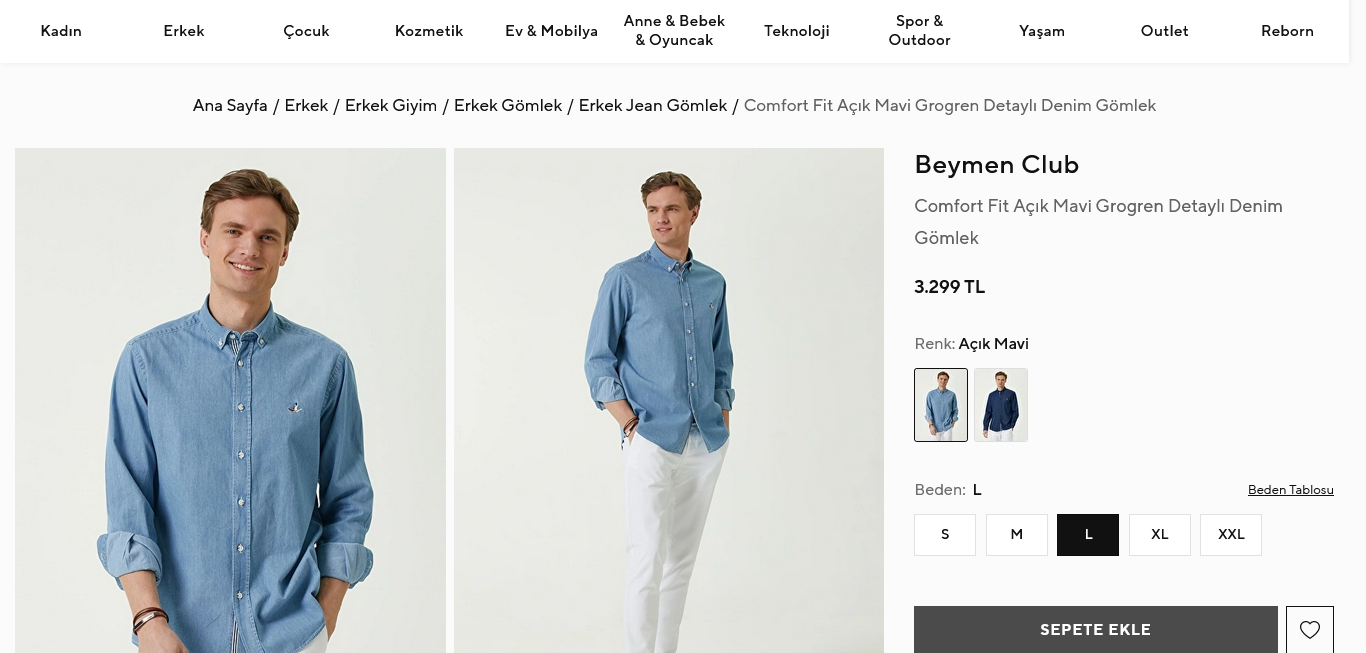 Kadın
Erkek
Çocuk
Kozmetik
Ev & Mobilya
Anne & Bebek
& Oyuncak
Teknoloji
Spor &
Outdoor
Yaşam
Outlet
Reborn
Ana Sayfa / Erkek / Erkek Giyim / Erkek Gömlek / Erkek Jean Gömlek / Comfort Fit Açık Mavi Grogren Detaylı Denim Gömlek
Beymen Club
Comfort Fit Açık Mavi Grogren Detaylı Denim
Gömlek
3.299 TL
Renk: Açık Mavi
Beden: L
Beden Tablosu
S
M
L
XL
XXL
SEPETE EKLE